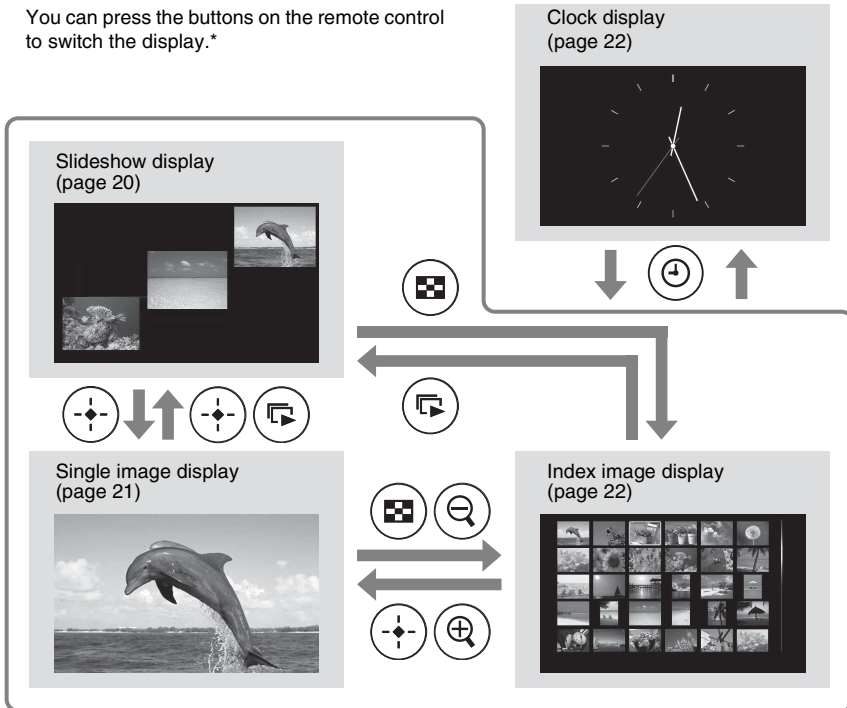 You can press the buttons on the remote control
to switch the display.*
Clock display
(page 22)
Slideshow display
(page 20)
Single image display
(page 21)
Index image display
(page 22)